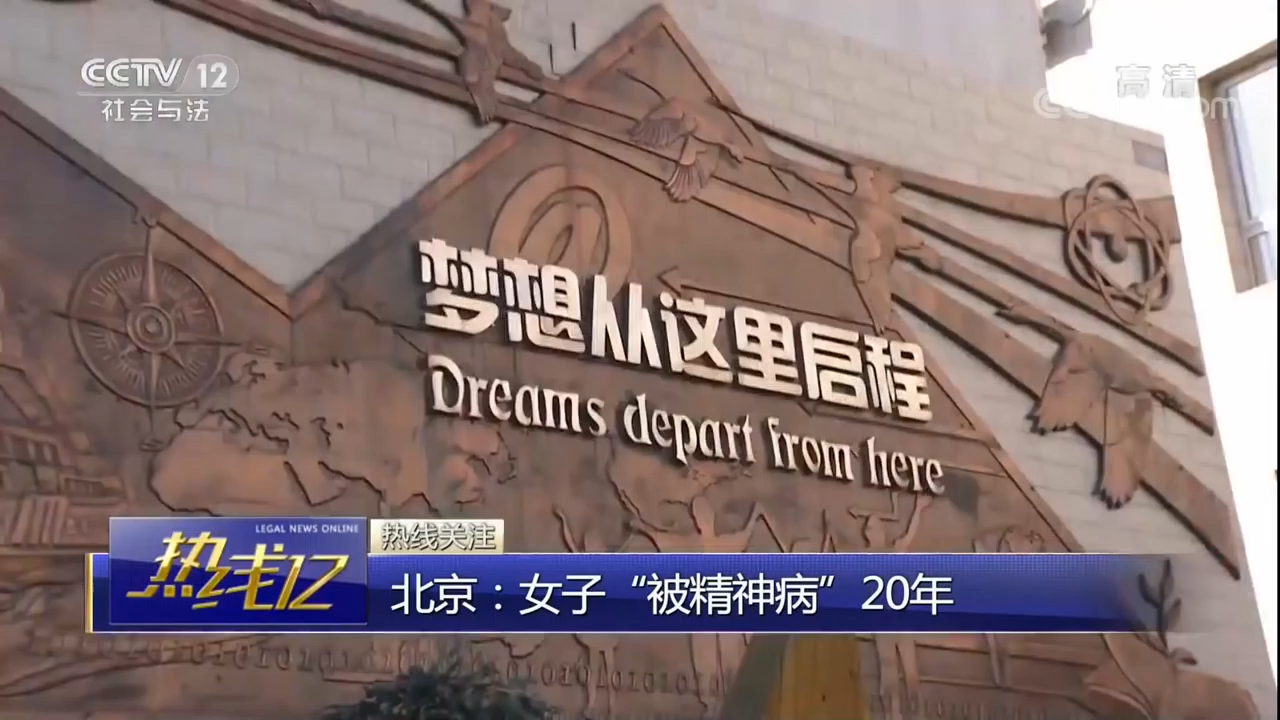 CCTV 12
社会与法
高清
梦想从这里启程
Dreams depart from here
LEGAL NEWS ONLINE
热线12
热线关注
北京：女子“被精神病”20年